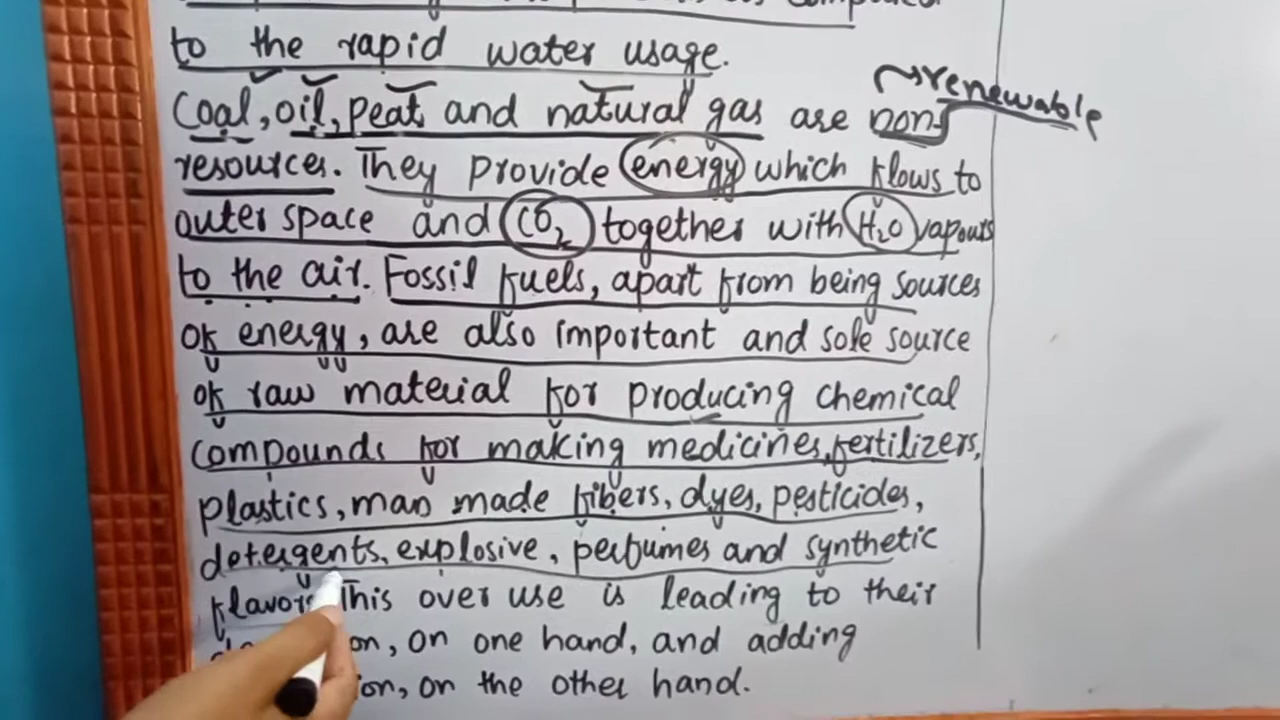 to the rapid water usage.
renewable
Coal, oil, peat and natural gas are non-
resources. They provide energy which flows to
outer space and CO₂ together with H₂O vapours
to the air. Fossil fuels, apart from being sources
of energy, are also important and sole source
of raw material for producing chemical
compounds for making medicines, fertilizers,
plastics, man made fibers, dyes, pesticides,
detergents, explosive, perfumes and synthetic
flavors. This over use is leading to their
on, on one hand, and adding
ion, on the other hand.